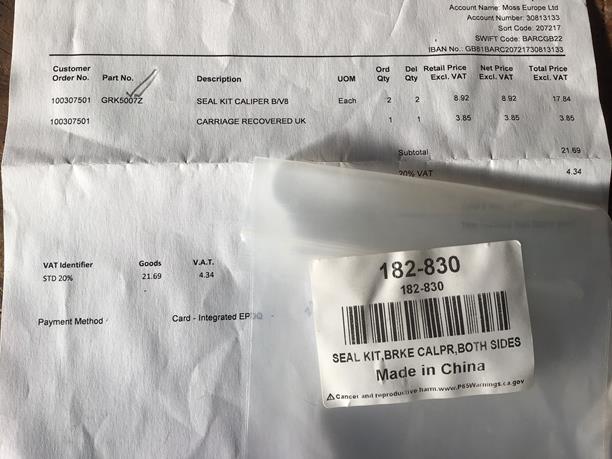 Account Name: Moss Europe Ltd
Account Number: 30813133
Sort Code: 207217
SWIFT Code: BARCGB22
IBAN No.: GB81BARC20721730813133
Customer Order No. Part No. Description UOM Ord Qty Del Qty Retail Price Excl. VAT Net Price Excl. VAT Total Price Excl. VAT
100307501 GRK5007Z SEAL KIT CALIPER B/V8 Each 2 2 8.92 8.92 17.84
100307501 CARRIAGE RECOVERED UK 1 1 3.85 3.85 3.85
Subtotal 21.69
20% VAT 4.34
VAT Identifier Goods V.A.T.
STD 20% 21.69 4.34
-
Payment Method Card - Integrated
182-830
182-830
SEAL KIT,BRKE CALPR,BOTH SIDES
Made in China
⚠Cancer and reproductive harm.www.P65Warnings.ca.gov